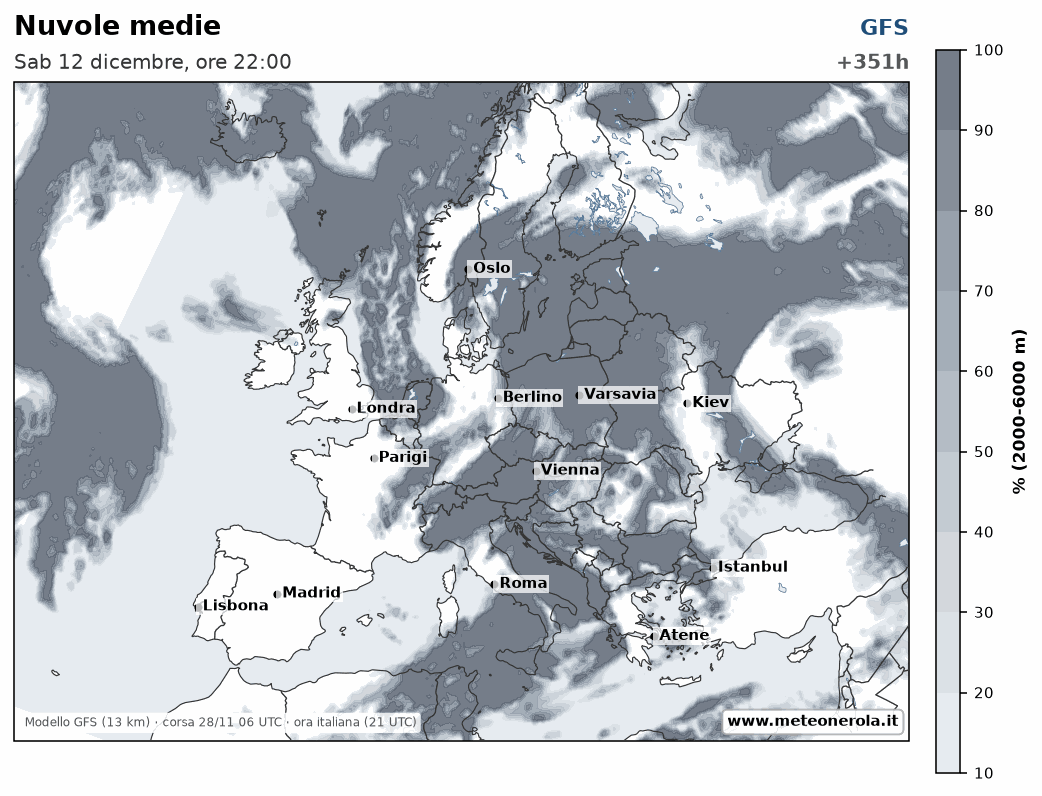 Nuvole medie
GFS
Sab 12 dicembre, ore 22:00
+351h
100
90
80
70
60
50
40
30
20
10
% (2000-6000 m)
Oslo
Berlino
Varsavia
Kiev
Londra
Parigi
Vienna
Istanbul
Roma
Madrid
Lisbona
Atene
Modello GFS (13 km) · corsa 28/11 06 UTC · ora italiana (21 UTC)
www.meteonerola.it